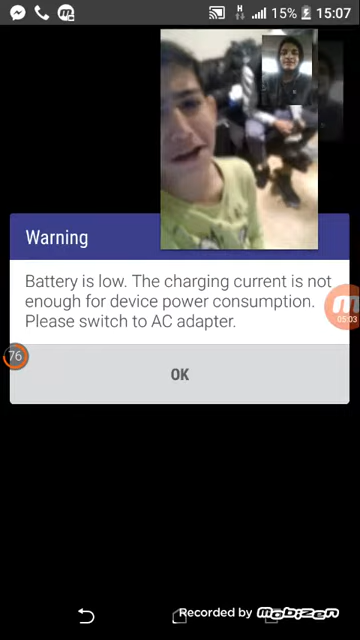 H
15%
15:07
Warning
Battery is low. The charging current is not
enough for device power consumption.
Please switch to AC adapter.
05:03
76
OK
Recorded by mobizen